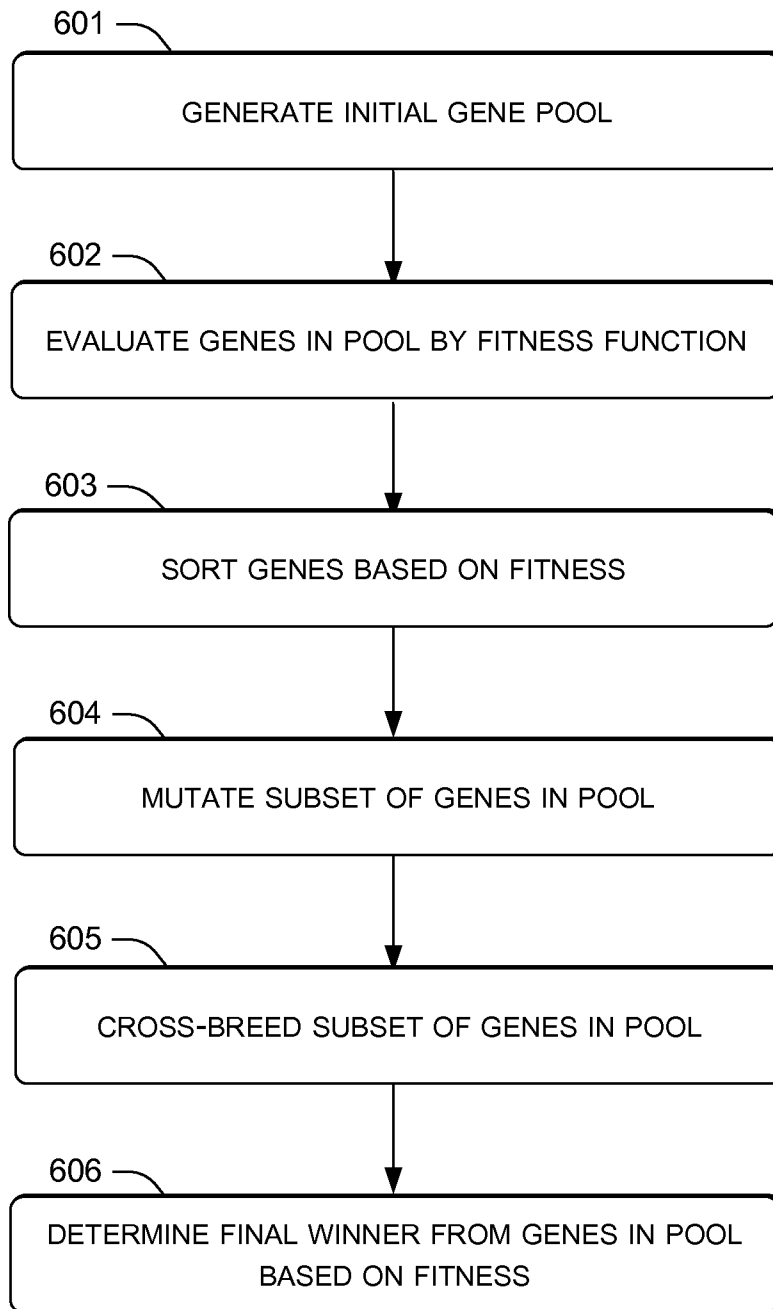 601
GENERATE INITIAL GENE POOL
602
EVALUATE GENES IN POOL BY FITNESS FUNCTION
603
SORT GENES BASED ON FITNESS
604
MUTATE SUBSET OF GENES IN POOL
605
CROSS-BREED SUBSET OF GENES IN POOL
606
DETERMINE FINAL WINNER FROM GENES IN POOL
BASED ON FITNESS